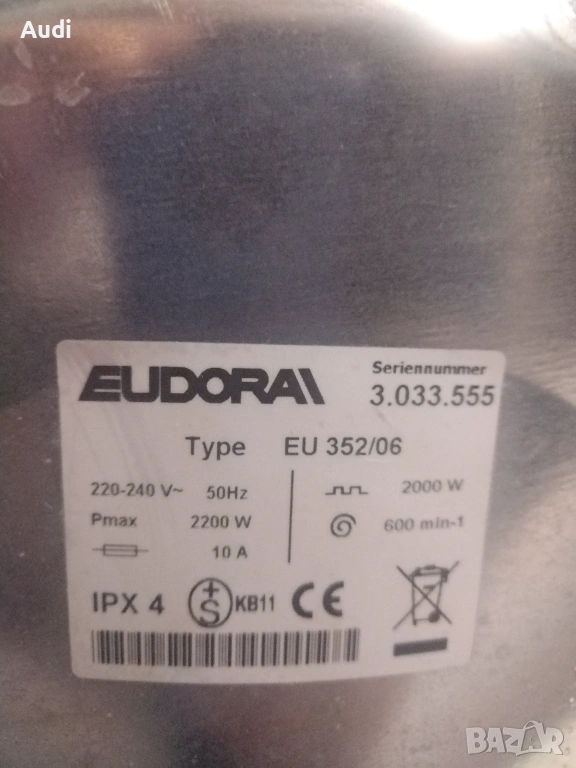 Audi
EUDORA
Seriennummer
3.033.555
Type EU 352/06
220-240 V~ 50Hz
2000 W
Pmax 2200 W
600 min-1
10 A
IPX 4 +S KB11 CE
BAZAR